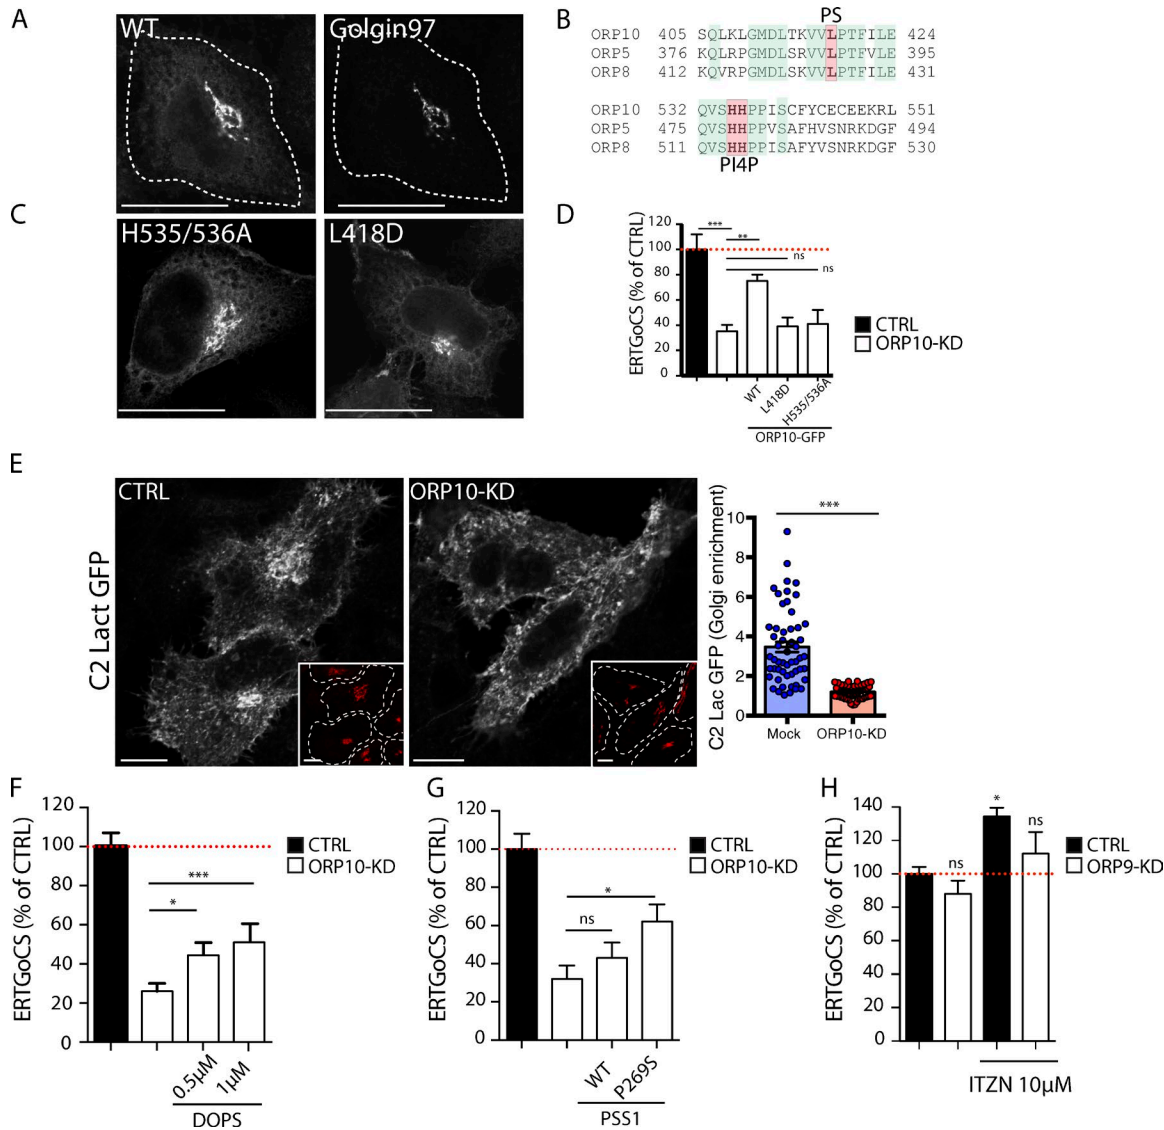 A
WT
Golgin97
B
PS
ORP10 405 SQLKLGMDLTKVVLPTFILE 424
ORP5 376 KQLRPGMDLSRVVLPTFVLE 395
ORP8 412 KQVRPGMDLSKVVLPTFILE 431
ORP10 532 QVSHHPPISCFYCECEEKRL 551
ORP5 475 QVSHHPPVSAFHVSNRKDGF 494
ORP8 511 QVSHHPPISAFYVSNRKDGF 530
PI4P
C
H535/536A
L418D
D
ERTGoCS (% of CTRL)
120
100
80
60
40
20
0
***
**
ns
ns
WT
L418D
H535/536A
ORP10-GFP
CTRL
ORP10-KD
E
C2 Lact GFP
CTRL
ORP10-KD
C2 Lac GFP (Golgi enrichment)
10
8
6
4
2
0
***
Mock
ORP10-KD
F
ERTGoCS (% of CTRL)
120
100
80
60
40
20
0
***
*
0.5µM
1µM
DOPS
CTRL
ORP10-KD
G
ERTGoCS (% of CTRL)
120
100
80
60
40
20
0
*
ns
WT
P269S
PSS1
CTRL
ORP10-KD
H
ERTGoCS (% of CTRL)
140
120
100
80
60
40
20
0
ns
*
ns
ITZN 10µM
CTRL
ORP9-KD